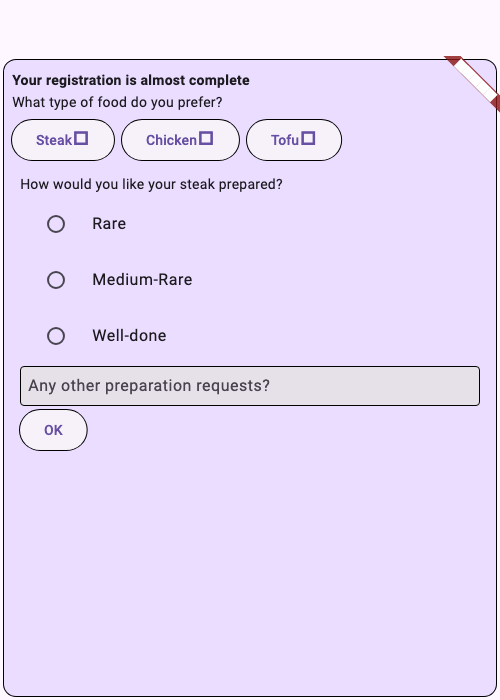 Your registration is almost complete
What type of food do you prefer?
Steak Chicken Tofu
How would you like your steak prepared?
Rare
Medium-Rare
Well-done
Any other preparation requests?
OK